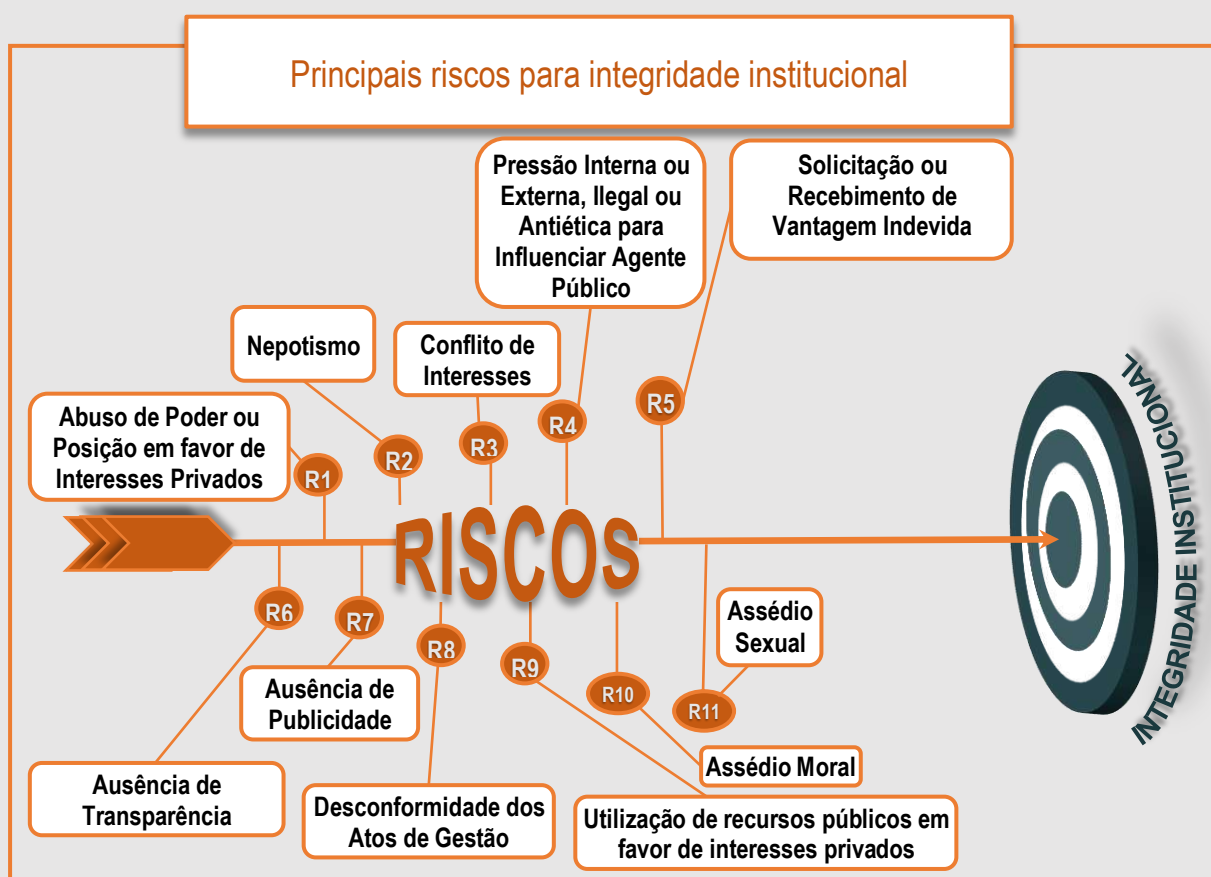 Principais riscos para integridade institucional
Pressão Interna ou
Externa, Ilegal ou
Antiética para
Influenciar Agente
Público
Solicitação ou
Recebimento de
Vantagem Indevida
Nepotismo
Conflito de
Interesses
Abuso de Poder ou
Posição em favor de
Interesses Privados
R1
R2
R3
R4
R5
RISCOS
INTEGRIDADE INSTITUCIONAL
R6
R7
R8
R9
R10
R11
Assédio
Sexual
Ausência de
Publicidade
Assédio Moral
Ausência de
Transparência
Desconformidade dos
Atos de Gestão
Utilização de recursos públicos em
favor de interesses privados